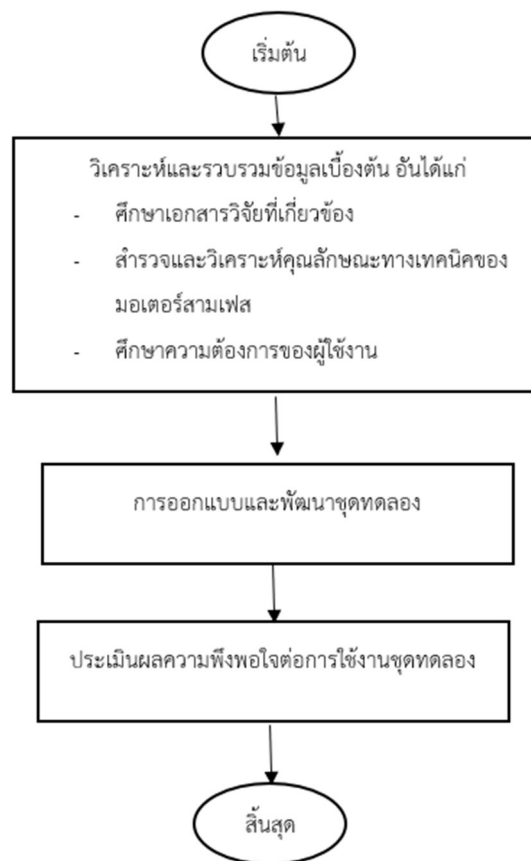 เริ่มต้น
วิเคราะห์และรวบรวมข้อมูลเบื้องต้น อันได้แก่
- ศึกษาเอกสารวิจัยที่เกี่ยวข้อง
- สำรวจและวิเคราะห์คุณลักษณะทางเทคนิคของ
มอเตอร์สามเฟส
- ศึกษาความต้องการของผู้ใช้งาน
การออกแบบและพัฒนาชุดทดลอง
ประเมินผลความพึงพอใจต่อการใช้งานชุดทดลอง
สิ้นสุด